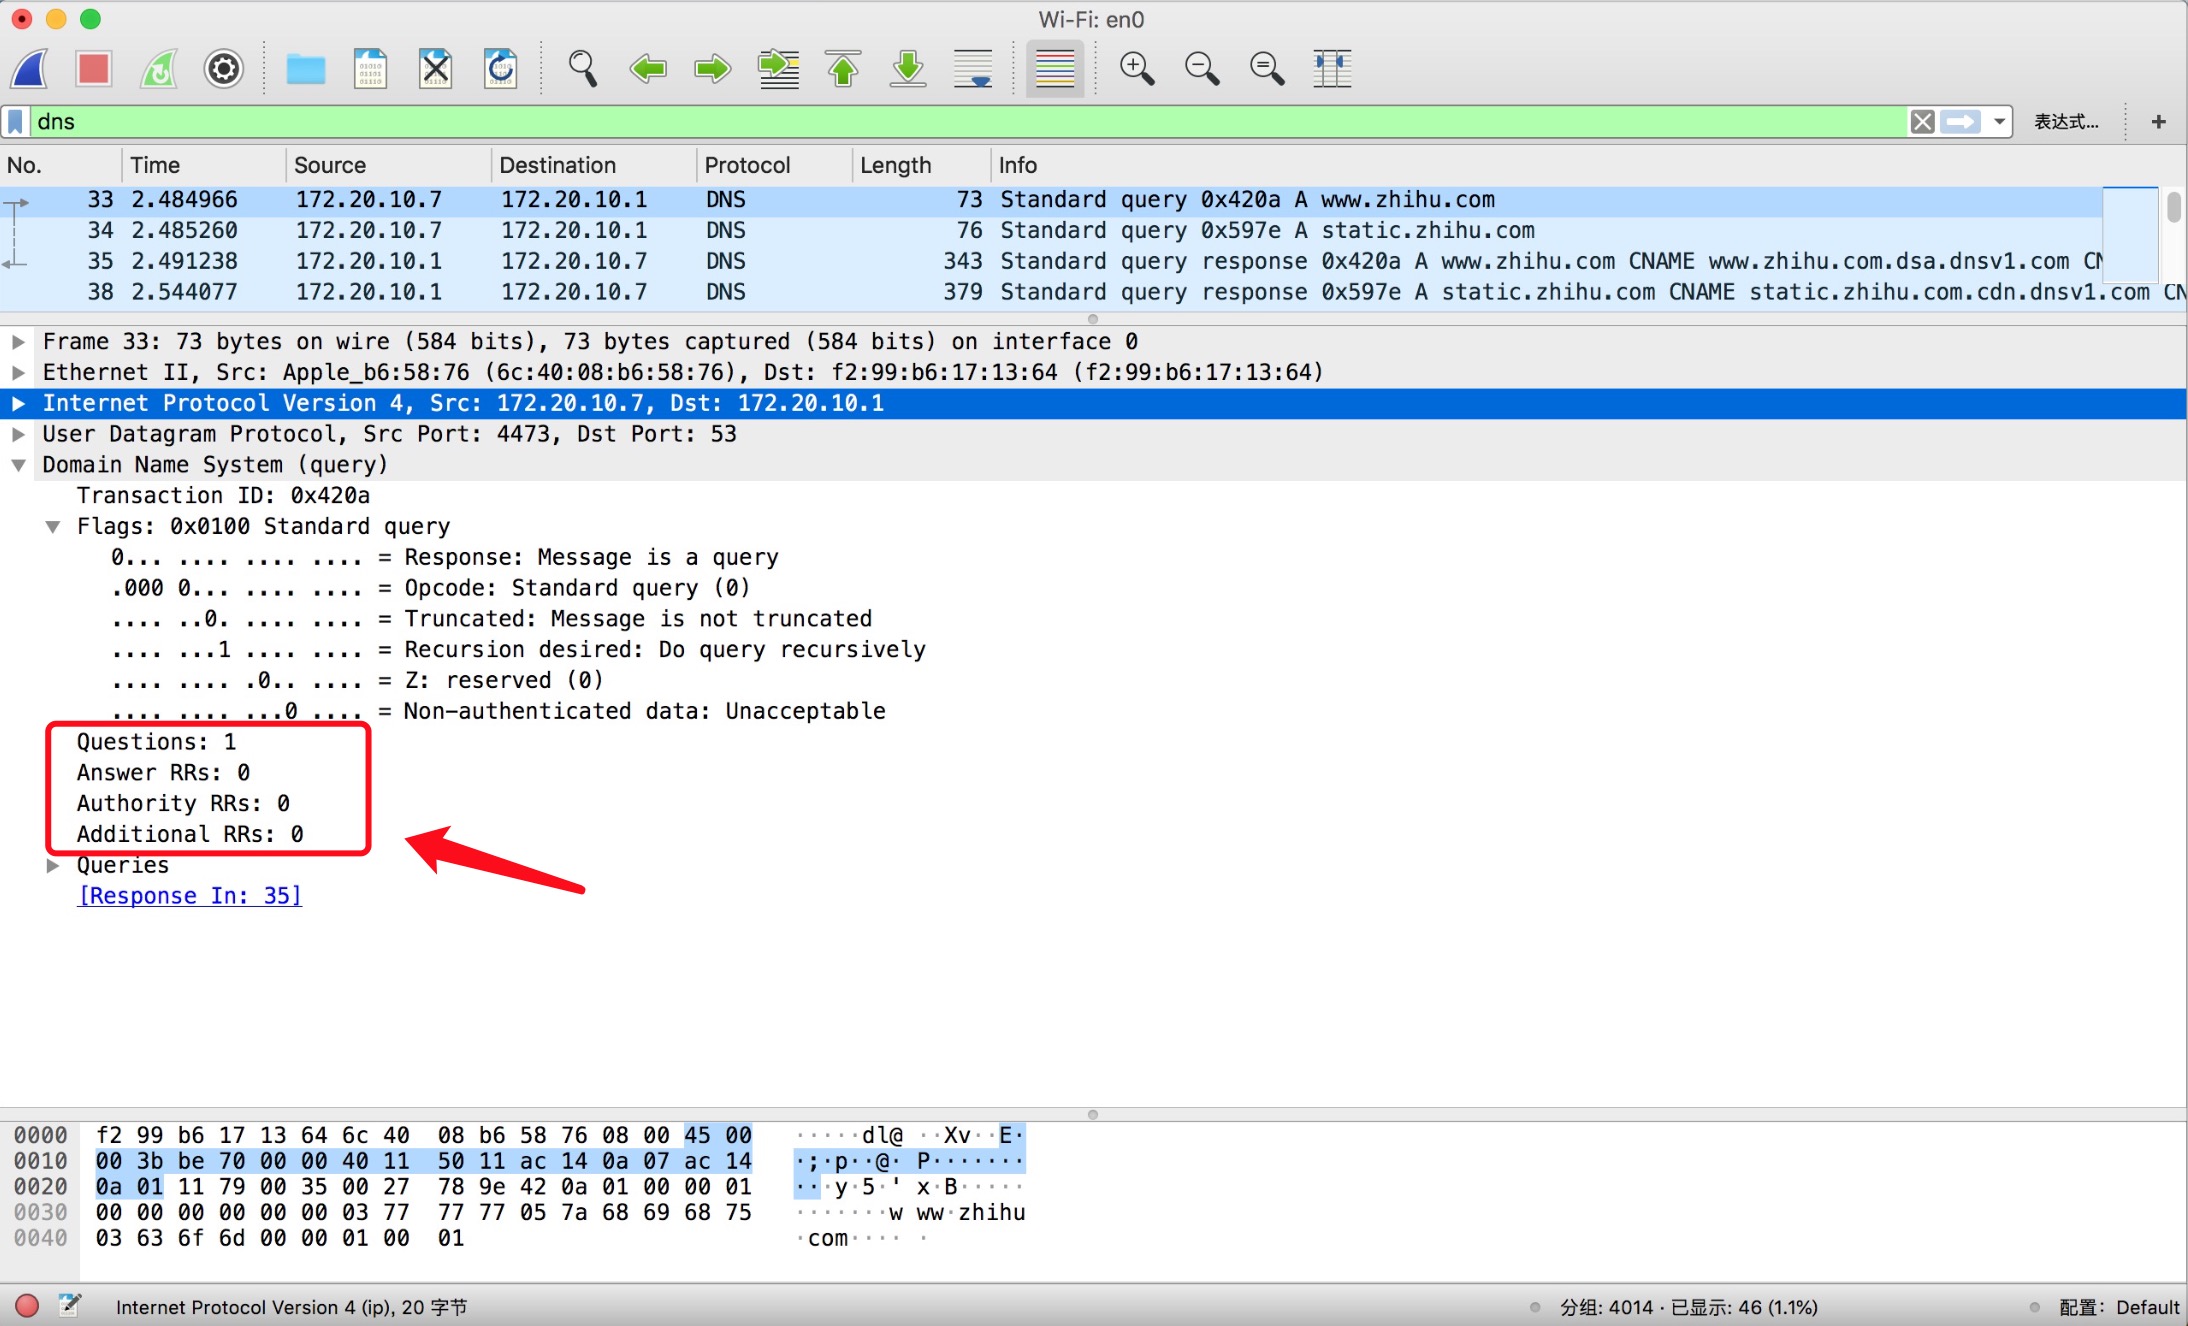 Wi-Fi: en0
dns
表达式…
+
No. Time Source Destination Protocol Length Info
33 2.484966 172.20.10.7 172.20.10.1 DNS 73 Standard query 0x420a A www.zhihu.com
34 2.485260 172.20.10.7 172.20.10.1 DNS 76 Standard query 0x597e A static.zhihu.com
35 2.491238 172.20.10.1 172.20.10.7 DNS 343 Standard query response 0x420a A www.zhihu.com CNAME www.zhihu.com.dsa.dnsv1.com CN
38 2.544077 172.20.10.1 172.20.10.7 DNS 379 Standard query response 0x597e A static.zhihu.com CNAME static.zhihu.com.cdn.dnsv1.com CN
Frame 33: 73 bytes on wire (584 bits), 73 bytes captured (584 bits) on interface 0
Ethernet II, Src: Apple_b6:58:76 (6c:40:08:b6:58:76), Dst: f2:99:b6:17:13:64 (f2:99:b6:17:13:64)
Internet Protocol Version 4, Src: 172.20.10.7, Dst: 172.20.10.1
User Datagram Protocol, Src Port: 4473, Dst Port: 53
Domain Name System (query)
Transaction ID: 0x420a
Flags: 0x0100 Standard query
0... .... .... .... = Response: Message is a query
.000 0... .... .... = Opcode: Standard query (0)
.... ..0. .... .... = Truncated: Message is not truncated
.... ...1 .... .... = Recursion desired: Do query recursively
.... .... .0.. .... = Z: reserved (0)
.... .... ...0 .... = Non-authenticated data: Unacceptable
Questions: 1
Answer RRs: 0
Authority RRs: 0
Additional RRs: 0
Queries
[Response In: 35]
0000 f2 99 b6 17 13 64 6c 40 08 b6 58 76 08 00 45 00 ·····dl@ ··Xv··E·
0010 00 3b be 70 00 00 40 11 50 11 ac 14 0a 07 ac 14 ·;·p··@· P·······
0020 0a 01 11 79 00 35 00 27 78 9e 42 0a 01 00 00 01 ···y·5·' x·B·····
0030 00 00 00 00 00 00 03 77 77 77 05 7a 68 69 68 75 ·······w ww·zhihu
0040 03 63 6f 6d 00 00 01 00 01 ·com···· ·
Internet Protocol Version 4 (ip), 20 字节
分组: 4014 · 已显示: 46 (1.1%)
配置: Default